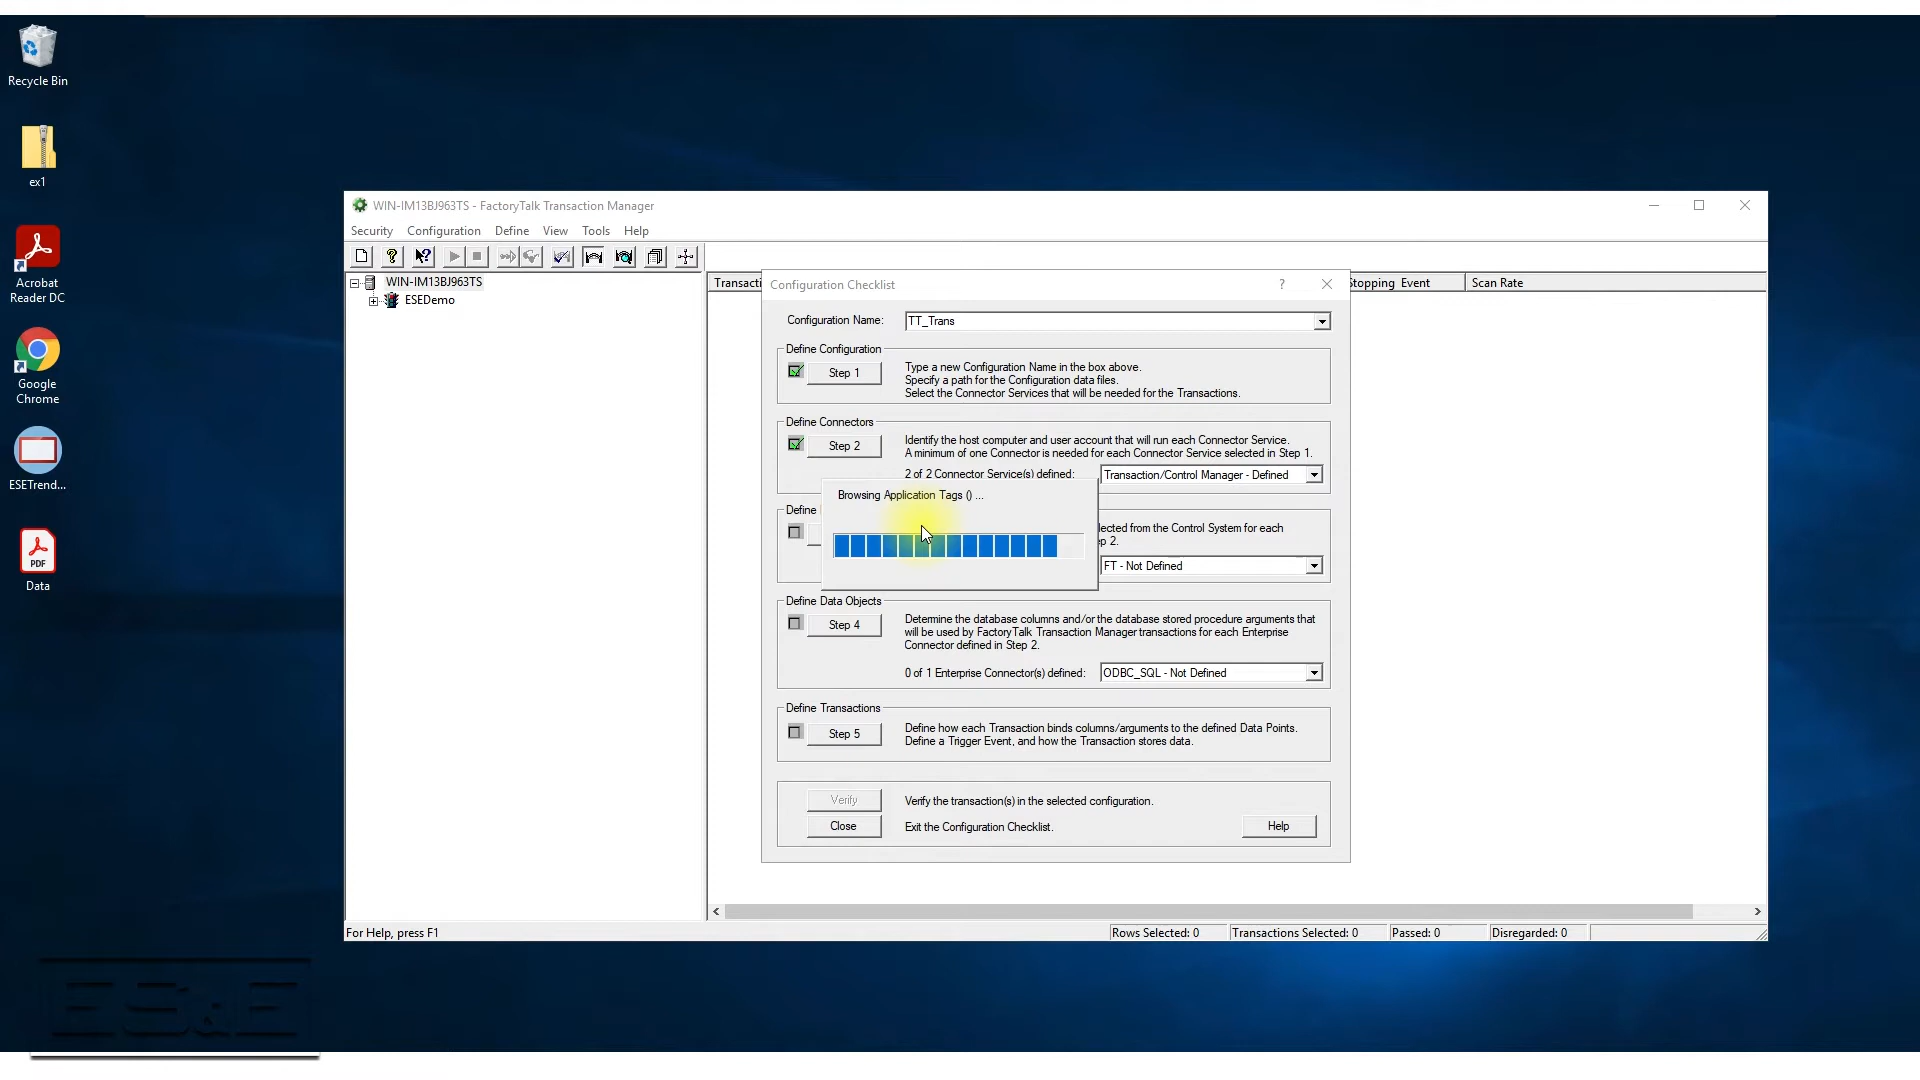 Recycle Bin
ex1
Acrobat
Reader DC
Google
Chrome
ESETrend...
PDF
Data
WIN-IM13BJ963TS - FactoryTalk Transaction Manager
Security Configuration Define View Tools Help
WIN-IM13BJ963TS
ESEDemo
Transacti
Stopping Event
Scan Rate
Configuration Checklist
Configuration Name: TT_Trans
Define Configuration
Step 1
Type a new Configuration Name in the box above.
Specify a path for the Configuration data files.
Select the Connector Services that will be needed for the Transactions.
Define Connectors
Step 2
Identify the host computer and user account that will run each Connector Service.
A minimum of one Connector is needed for each Connector Service selected in Step 1.
2 of 2 Connector Service(s) defined: Transaction/Control Manager - Defined
Browsing Application Tags () ...
Define
lected from the Control System for each
p 2.
FT - Not Defined
Define Data Objects
Step 4
Determine the database columns and/or the database stored procedure arguments that
will be used by FactoryTalk Transaction Manager transactions for each Enterprise
Connector defined in Step 2.
0 of 1 Enterprise Connector(s) defined: ODBC_SQL - Not Defined
Define Transactions
Step 5
Define how each Transaction binds columns/arguments to the defined Data Points.
Define a Trigger Event, and how the Transaction stores data.
Verify
Verify the transaction(s) in the selected configuration.
Close
Exit the Configuration Checklist.
Help
For Help, press F1
Rows Selected: 0
Transactions Selected: 0
Passed: 0
Disregarded: 0
ES&E